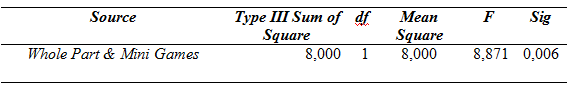 Source Type III Sum of Square df Mean Square F Sig
Whole Part & Mini Games 8,000 1 8,000 8,871 0,006